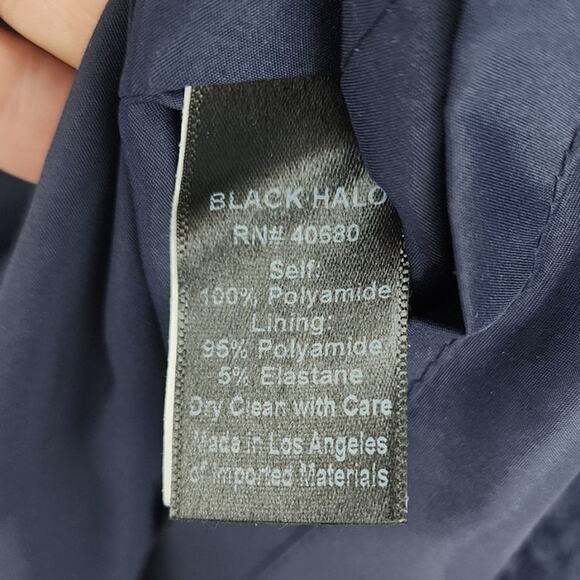 BLACK HALO
RN# 40680
Self:
100% Polyamide
Lining:
95% Polyamide
5% Elastane
Dry Clean with Care
Made in Los Angeles
of Imported Materials